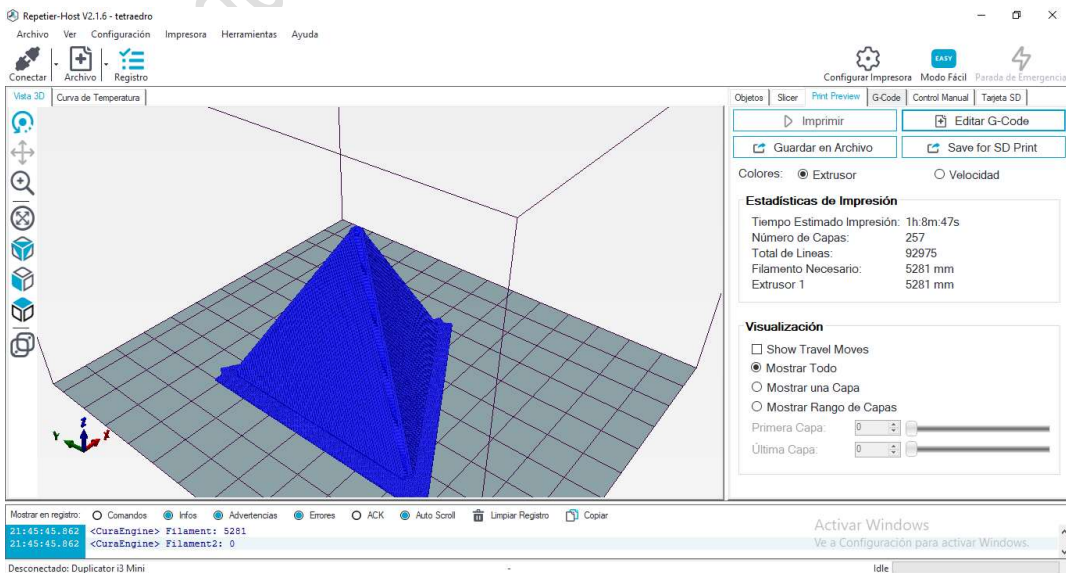 Repetier-Host V2.1.6 - tetraedro
Archivo Ver Configuración Impresora Herramientas Ayuda
Conectar Archivo Registro Configurar Impresora Modo Fácil Parada de Emergencia
EASY
Vista 3D Curva de Temperatura
Objetos Slicer Print Preview G-Code Control Manual Tarjeta SD
Imprimir Editar G-Code
Guardar en Archivo Save for SD Print
Colores: Extrusor Velocidad
Estadísticas de Impresión
Tiempo Estimado Impresión: 1h:8m:47s
Número de Capas: 257
Total de Lineas: 92975
Filamento Necesario: 5281 mm
Extrusor 1 5281 mm
Visualización
Show Travel Moves
Mostrar Todo
Mostrar una Capa
Mostrar Rango de Capas
Primera Capa: 0
Última Capa: 0
Z
Y X
Mostrar en registro: Comandos Infos Advertencias Errores ACK Auto Scroll Limpiar Registro Copiar
21:45:45.862 <CuraEngine> Filament: 5281
21:45:45.862 <CuraEngine> Filament2: 0
Activar Windows
Ve a Configuración para activar Windows.
Desconectado: Duplicator i3 Mini - Idle